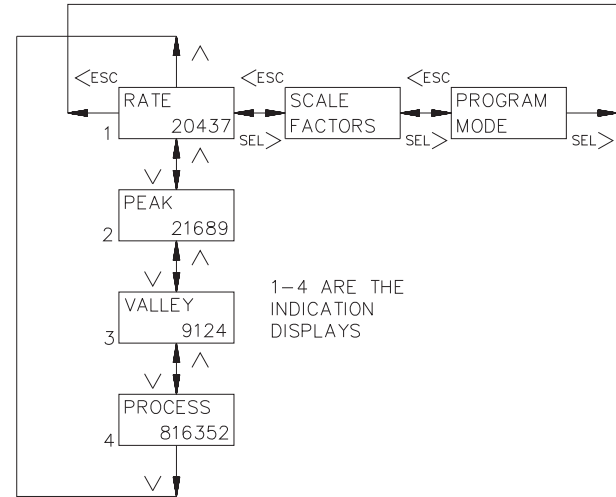 <ESC <ESC <ESC
RATE SCALE PROGRAM
20437 FACTORS MODE
1
SEL> SEL> SEL>
PEAK
21689
2
VALLEY
9124
3
1-4 ARE THE
INDICATION
DISPLAYS
PROCESS
816352
4